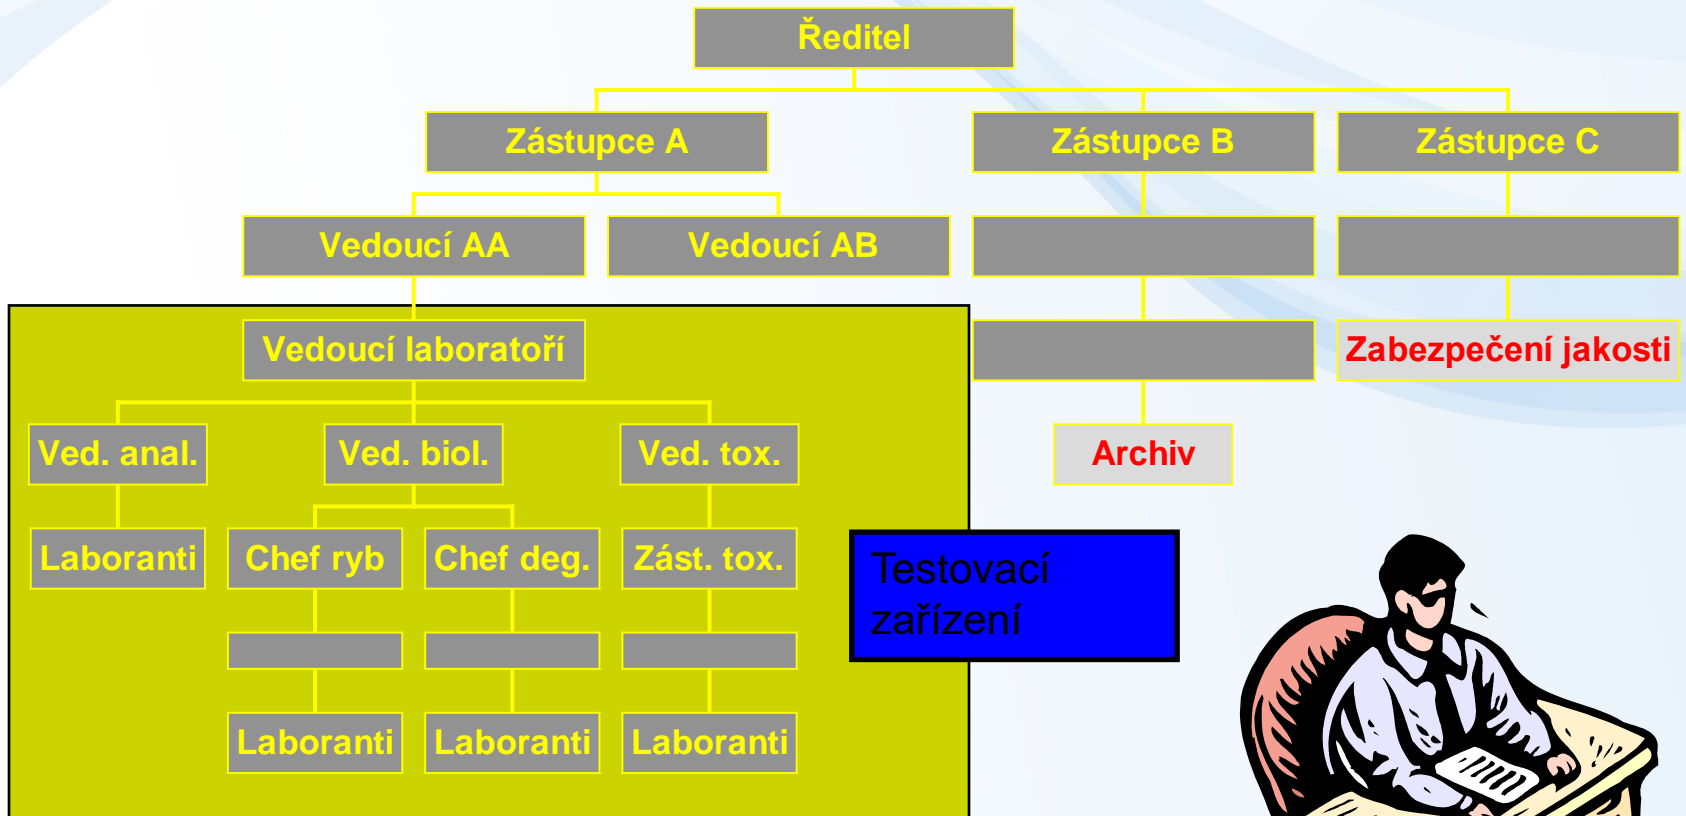 Ředitel
Zástupce A
Zástupce B
Zástupce C
Vedoucí AA
Vedoucí AB
Vedoucí laboratoří
Zabezpečení jakosti
Ved. anal.
Ved. biol.
Ved. tox.
Archiv
Laboranti
Chef ryb
Chef deg.
Zást. tox.
Testovací
zařízení
Laboranti
Laboranti
Laboranti